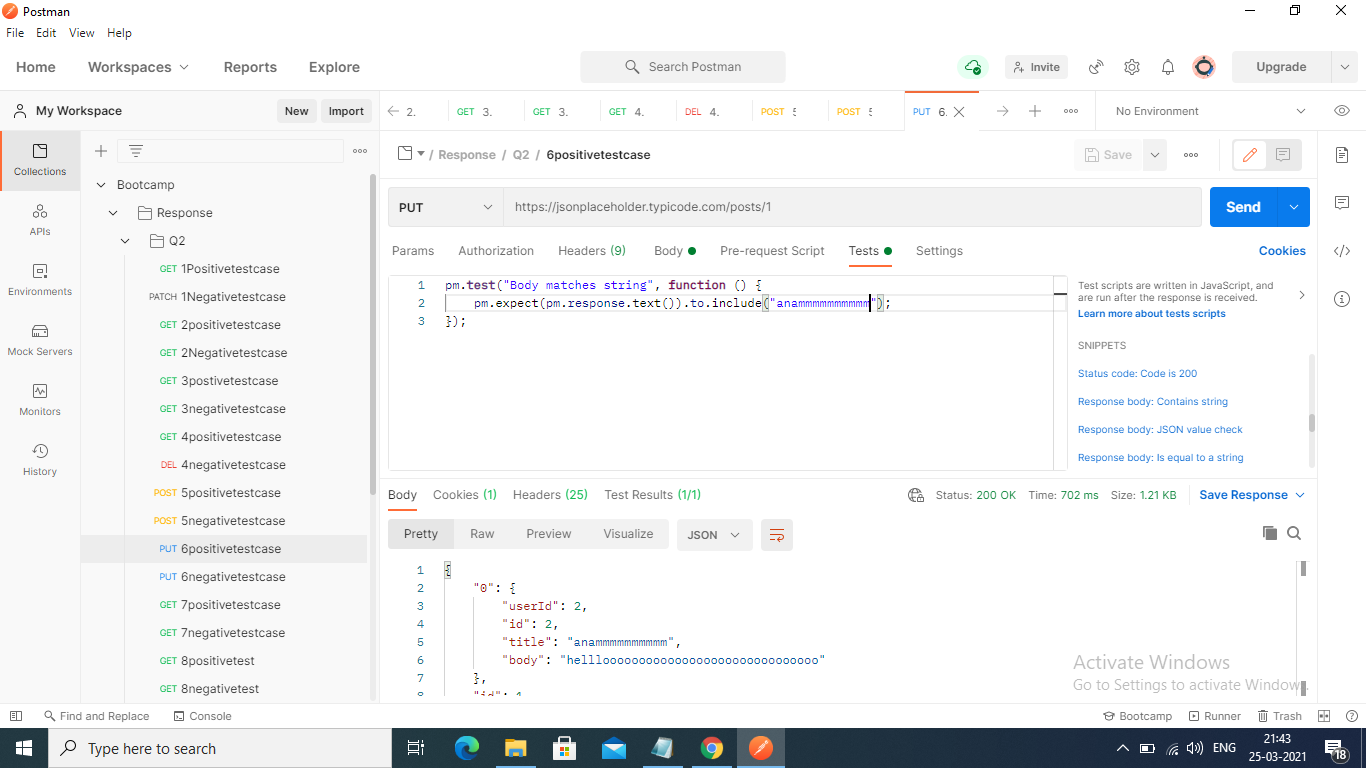 Postman
File Edit View Help
Home Workspaces Reports Explore Search Postman Invite Upgrade
My Workspace New Import
2. GET 3. GET 3. GET 4. DEL 4. POST POST PUT 6. No Environment
Collections
APIs
Environments
Mock Servers
Monitors
History
Bootcamp
Response
Q2
GET 1Positivetestcase
PATCH 1Negativetestcase
GET 2positivetestcase
GET 2Negativetestcase
GET 3postivetestcase
GET 3negativetestcase
GET 4positivetestcase
DEL 4negativetestcase
POST 5positivetestcase
POST 5negativetestcase
PUT 6positivetestcase
PUT 6negativetestcase
GET 7positivetestcase
GET 7negativetestcase
GET 8positivetest
GET 8negativetest
/ Response / Q2 / 6positivetestcase Save
PUT https://jsonplaceholder.typicode.com/posts/1 Send
Params Authorization Headers (9) Body Pre-request Script Tests Settings Cookies
1 pm.test("Body matches string", function () {
2 pm.expect(pm.response.text()).to.include("anammmmmmmmmm");
3 });
Test scripts are written in JavaScript, and
are run after the response is received.
Learn more about tests scripts
SNIPPETS
Status code: Code is 200
Response body: Contains string
Response body: JSON value check
Response body: Is equal to a string
Body Cookies (1) Headers (25) Test Results (1/1) Status: 200 OK Time: 702 ms Size: 1.21 KB Save Response
Pretty Raw Preview Visualize JSON
1 {
2 "0": {
3 "userId": 2,
4 "id": 2,
5 "title": "anammmmmmmmmm",
6 "body": "hellloooooooooooooooooooooooooooooo"
7 },
8 "id": 1
Activate Windows
Go to Settings to activate Windows.
Find and Replace Console Bootcamp Runner Trash
Type here to search ENG 21:43
25-03-2021 18